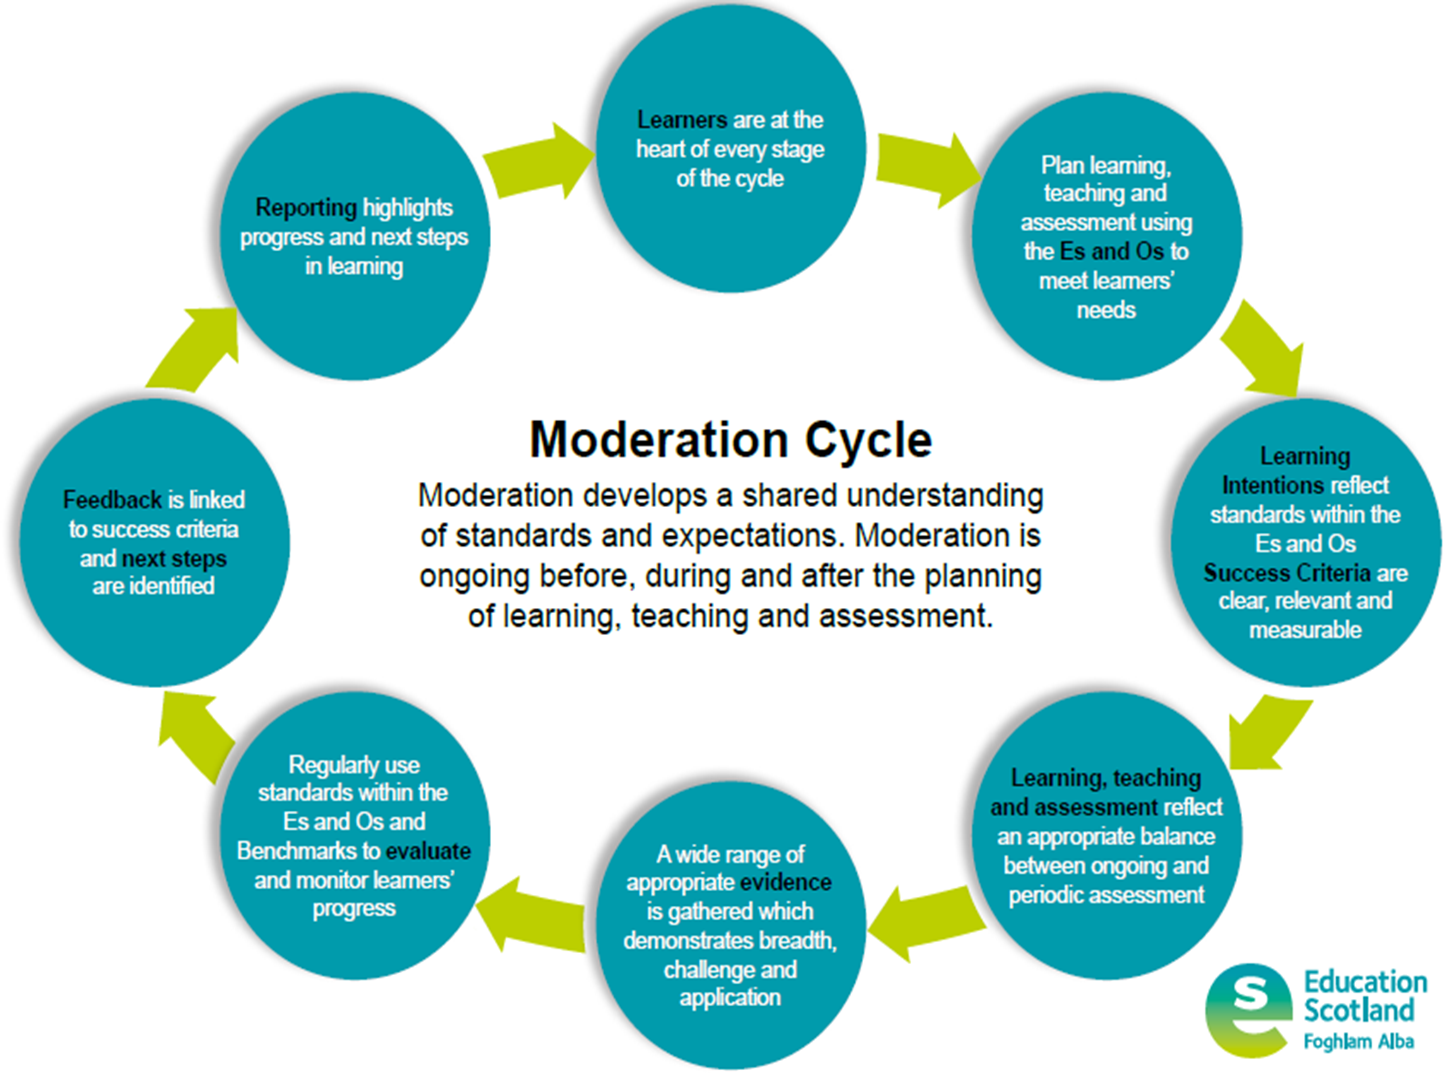 Learners are at the
heart of every stage
of the cycle
Plan learning,
teaching and
assessment using
the Es and Os to
meet learners'
needs
Learning
Intentions reflect
standards within the
Es and Os
Success Criteria are
clear, relevant and
measurable
Learning, teaching
and assessment reflect
an appropriate balance
between ongoing and
periodic assessment
A wide range of
appropriate evidence
is gathered which
demonstrates breadth,
challenge and
application
Regularly use
standards within the
Es and Os and
Benchmarks to evaluate
and monitor learners'
progress
Feedback is linked
to success criteria
and next steps
are identified
Reporting highlights
progress and next steps
in learning
Moderation Cycle
Moderation develops a shared understanding
of standards and expectations. Moderation is
ongoing before, during and after the planning
of learning, teaching and assessment.
Education
Scotland
Foghlam Alba